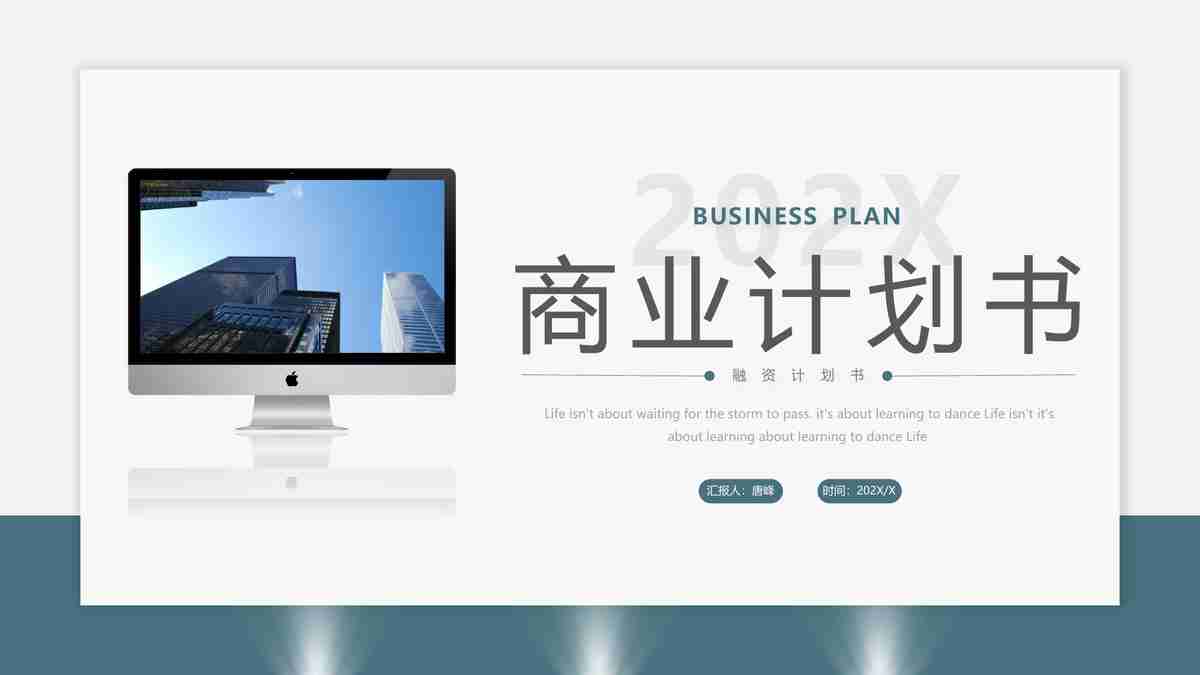 202X
BUSINESS PLAN
商业计划书
融资计划书
Life isn't about waiting for the storm to pass. it's about learning to dance Life isn't it's
about learning about learning to dance Life
汇报人：唐峰
时间：202X/X